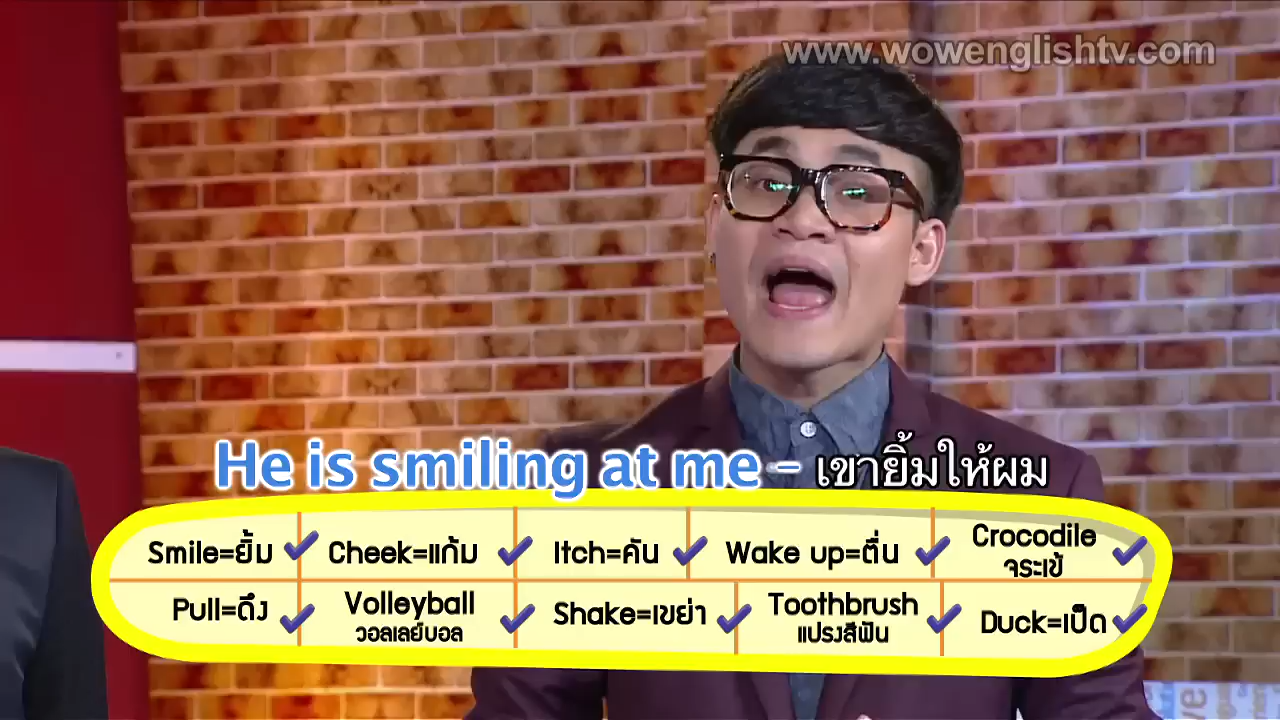 www.wowenglishtv.com
He is smiling at me - เขายิ้มให้ผม
Smile=ยิ้ม
Cheek=แก้ม
Itch=คัน
Wake up=ตื่น
Crocodile
จระเข้
Pull=ดึง
Volleyball
วอลเลย์บอล
Shake=เขย่า
Toothbrush
แปรงสีฟัน
Duck=เป็ด